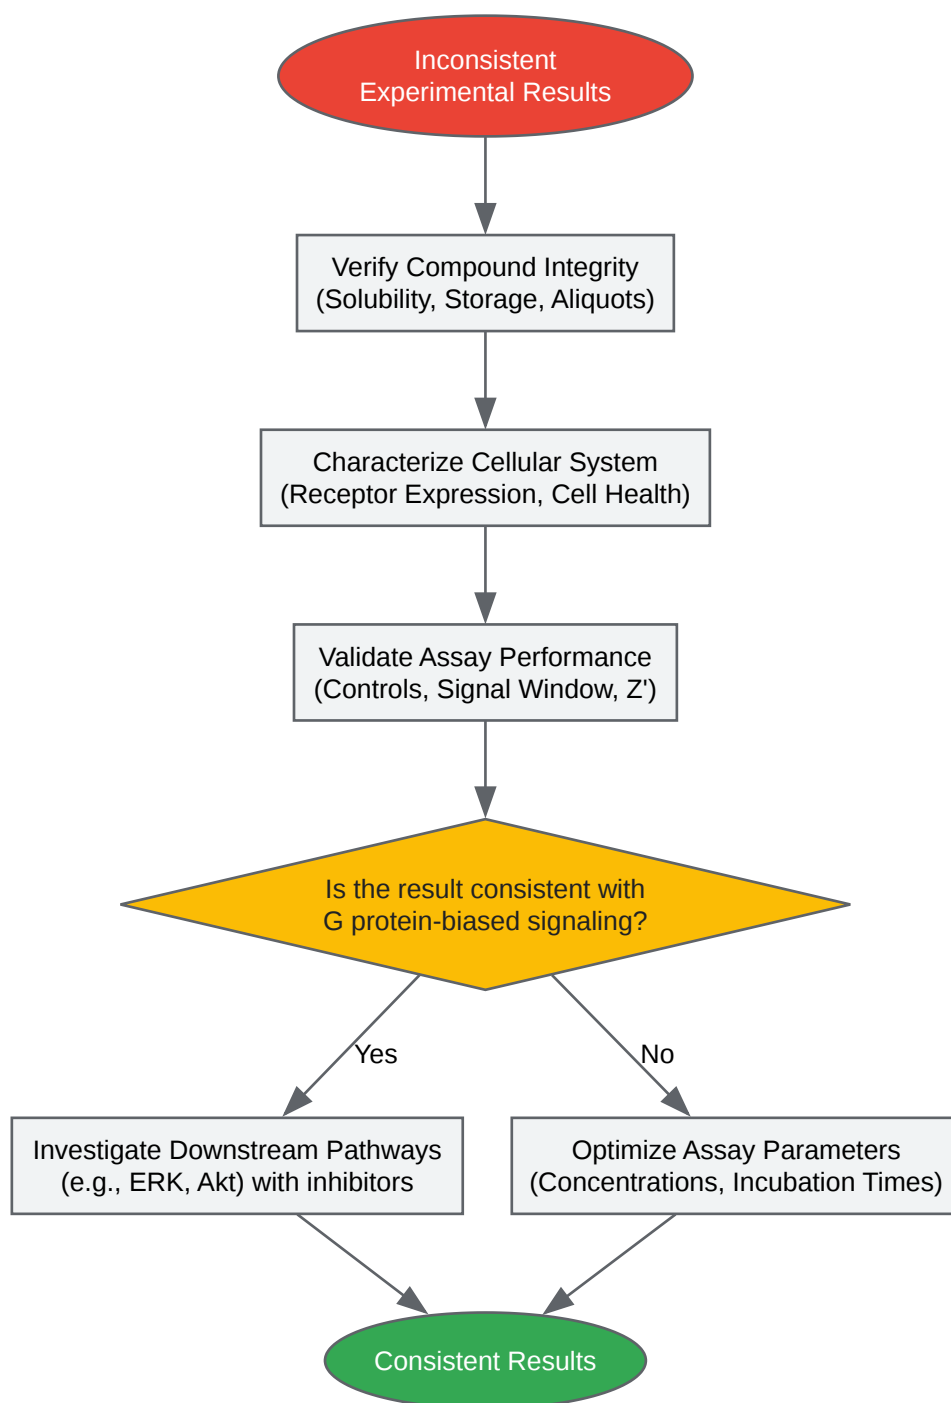 Inconsistent
Experimental Results
Verify Compound Integrity
(Solubility, Storage, Aliquots)
Characterize Cellular System
(Receptor Expression, Cell Health)
Validate Assay Performance
(Controls, Signal Window, Z')
Is the result consistent with
G protein-biased signaling?
Yes
No
Investigate Downstream Pathways
(e.g., ERK, Akt) with inhibitors
Optimize Assay Parameters
(Concentrations, Incubation Times)
Consistent Results